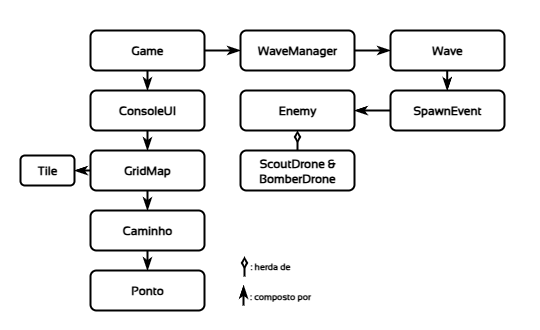 Game
WaveManager
Wave
ConsoleUI
Enemy
SpawnEvent
Tile
GridMap
ScoutDrone &
BomberDrone
Caminho
Ponto
: herda de
: composto por